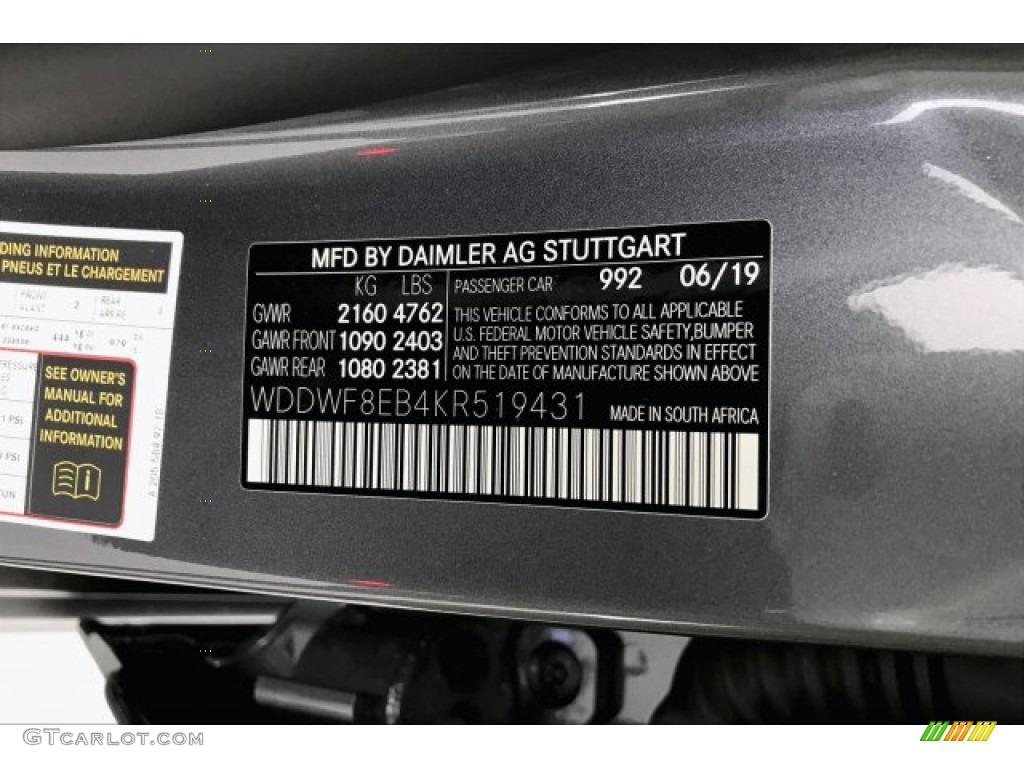 DING INFORMATION
PNEUS ET LE CHARGEMENT
SEE OWNER'S
MANUAL FOR
ADDITIONAL
INFORMATION
MFD BY DAIMLER AG STUTTGART
KG LBS
GVWR 2160 4762
GAWR FRONT 1090 2403
GAWR REAR 1080 2381
PASSENGER CAR 992 06/19
THIS VEHICLE CONFORMS TO ALL APPLICABLE
U.S. FEDERAL MOTOR VEHICLE SAFETY,BUMPER
AND THEFT PREVENTION STANDARDS IN EFFECT
ON THE DATE OF MANUFACTURE SHOWN ABOVE
WDDWF8EB4KR519431 MADE IN SOUTH AFRICA
GTCARLOT.COM